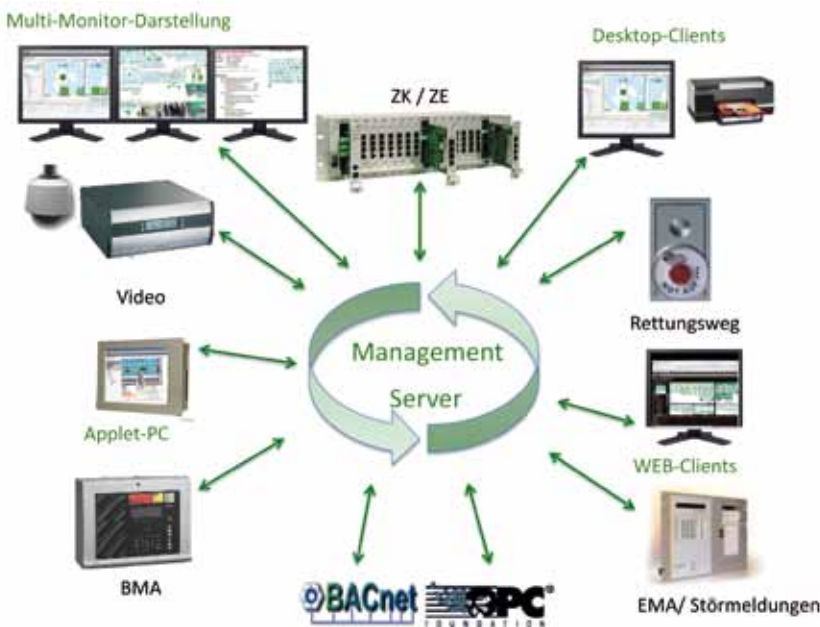 Multi-Monitor-Darstellung
Desktop-Clients
ZK / ZE
Video
Rettungsweg
Management
Server
Applet-PC
WEB-Clients
BMA
BACnet
OPC®
FOUNDATION
EMA/ Störmeldungen